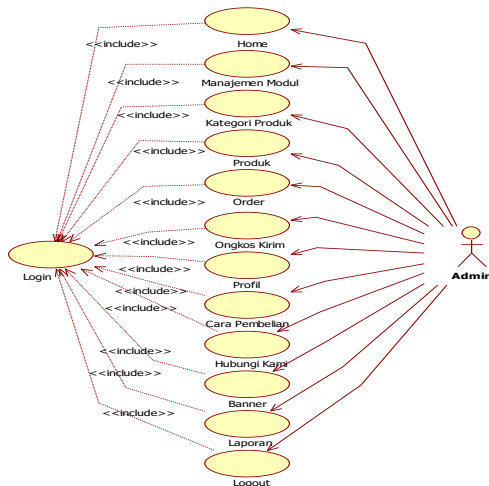 <<include>>
Home
<<include>>
Manajemen Modul
<<include>>
Kategori Produk
<<include>>
Produk
<<include>>
Order
<<include>>
Ongkos Kirim
<<include>>
Profil
Login
Admin
<<include>>
Cara Pembelian
<<include>>
Hubungi Kami
<<include>>
Banner
<<include>>
Laporan
<<include>>
Logout